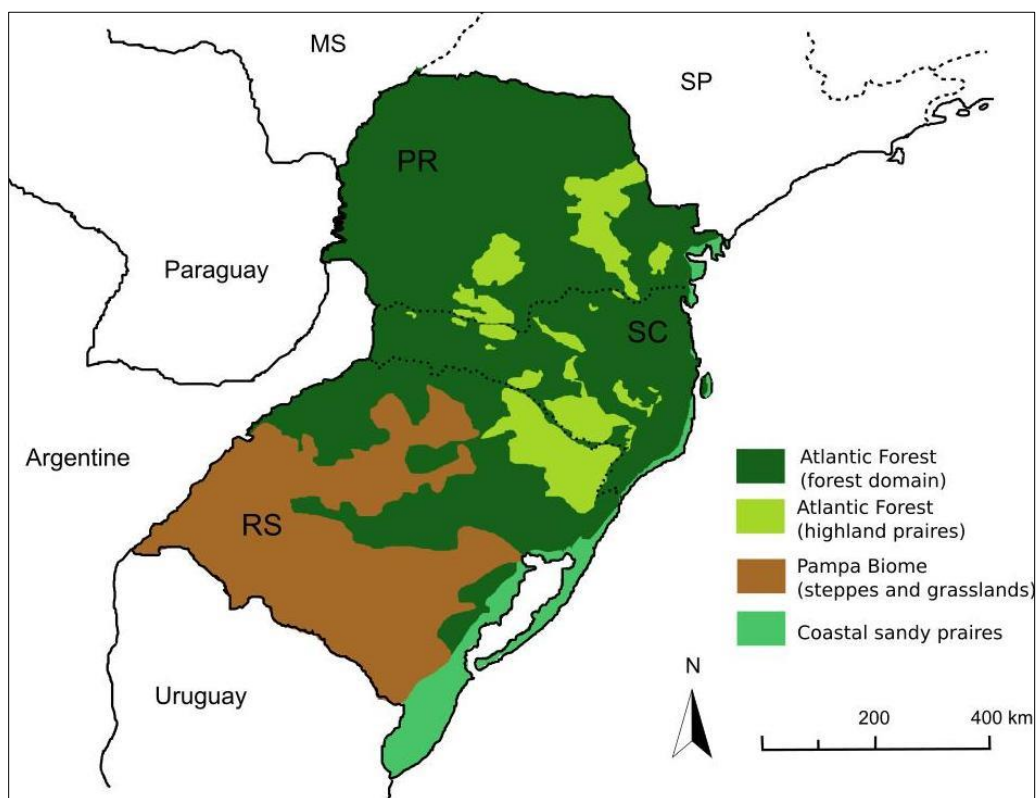 MS
SP
PR
Paraguay
SC
Argentine
RS
Uruguay
Atlantic Forest
(forest domain)
Atlantic Forest
(highland praires)
Pampa Biome
(steppes and grasslands)
Coastal sandy praires
N
200
400 km